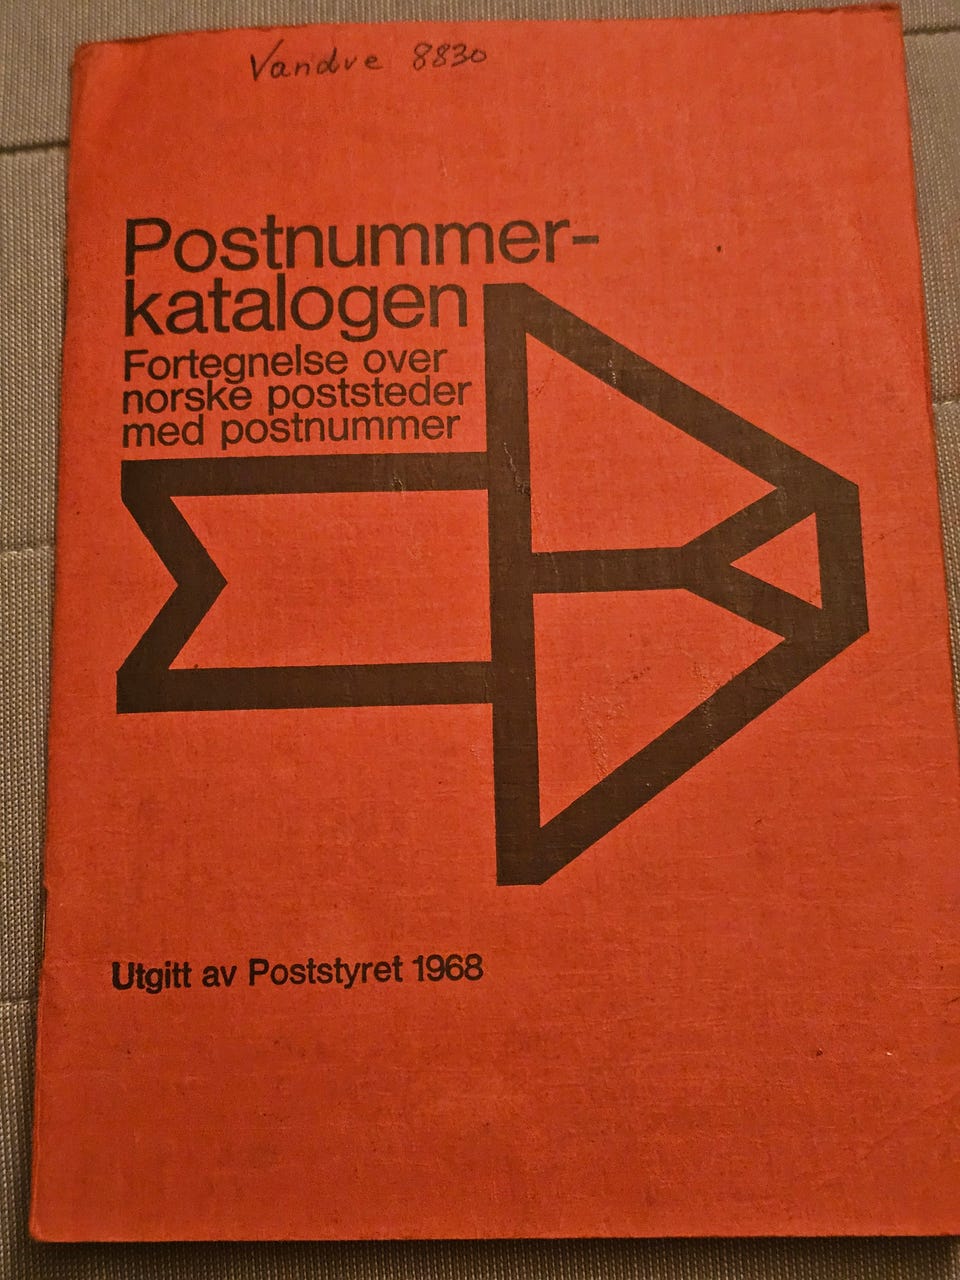 Vandve 8830
Postnummer-
katalogen
Fortegnelse over
norske poststeder
med postnummer
Utgitt av Poststyret 1968